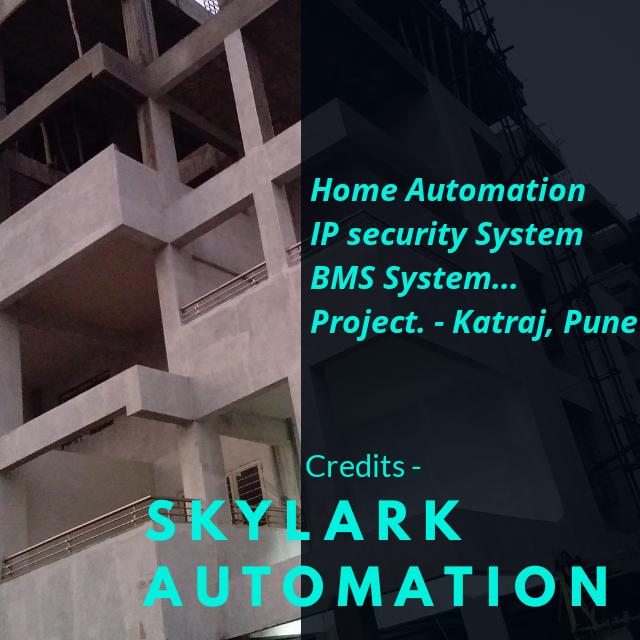 Home Automation
IP security System
BMS System...
Project. - Katraj, Pune
Credits -
SKYLARK
AUTOMATION